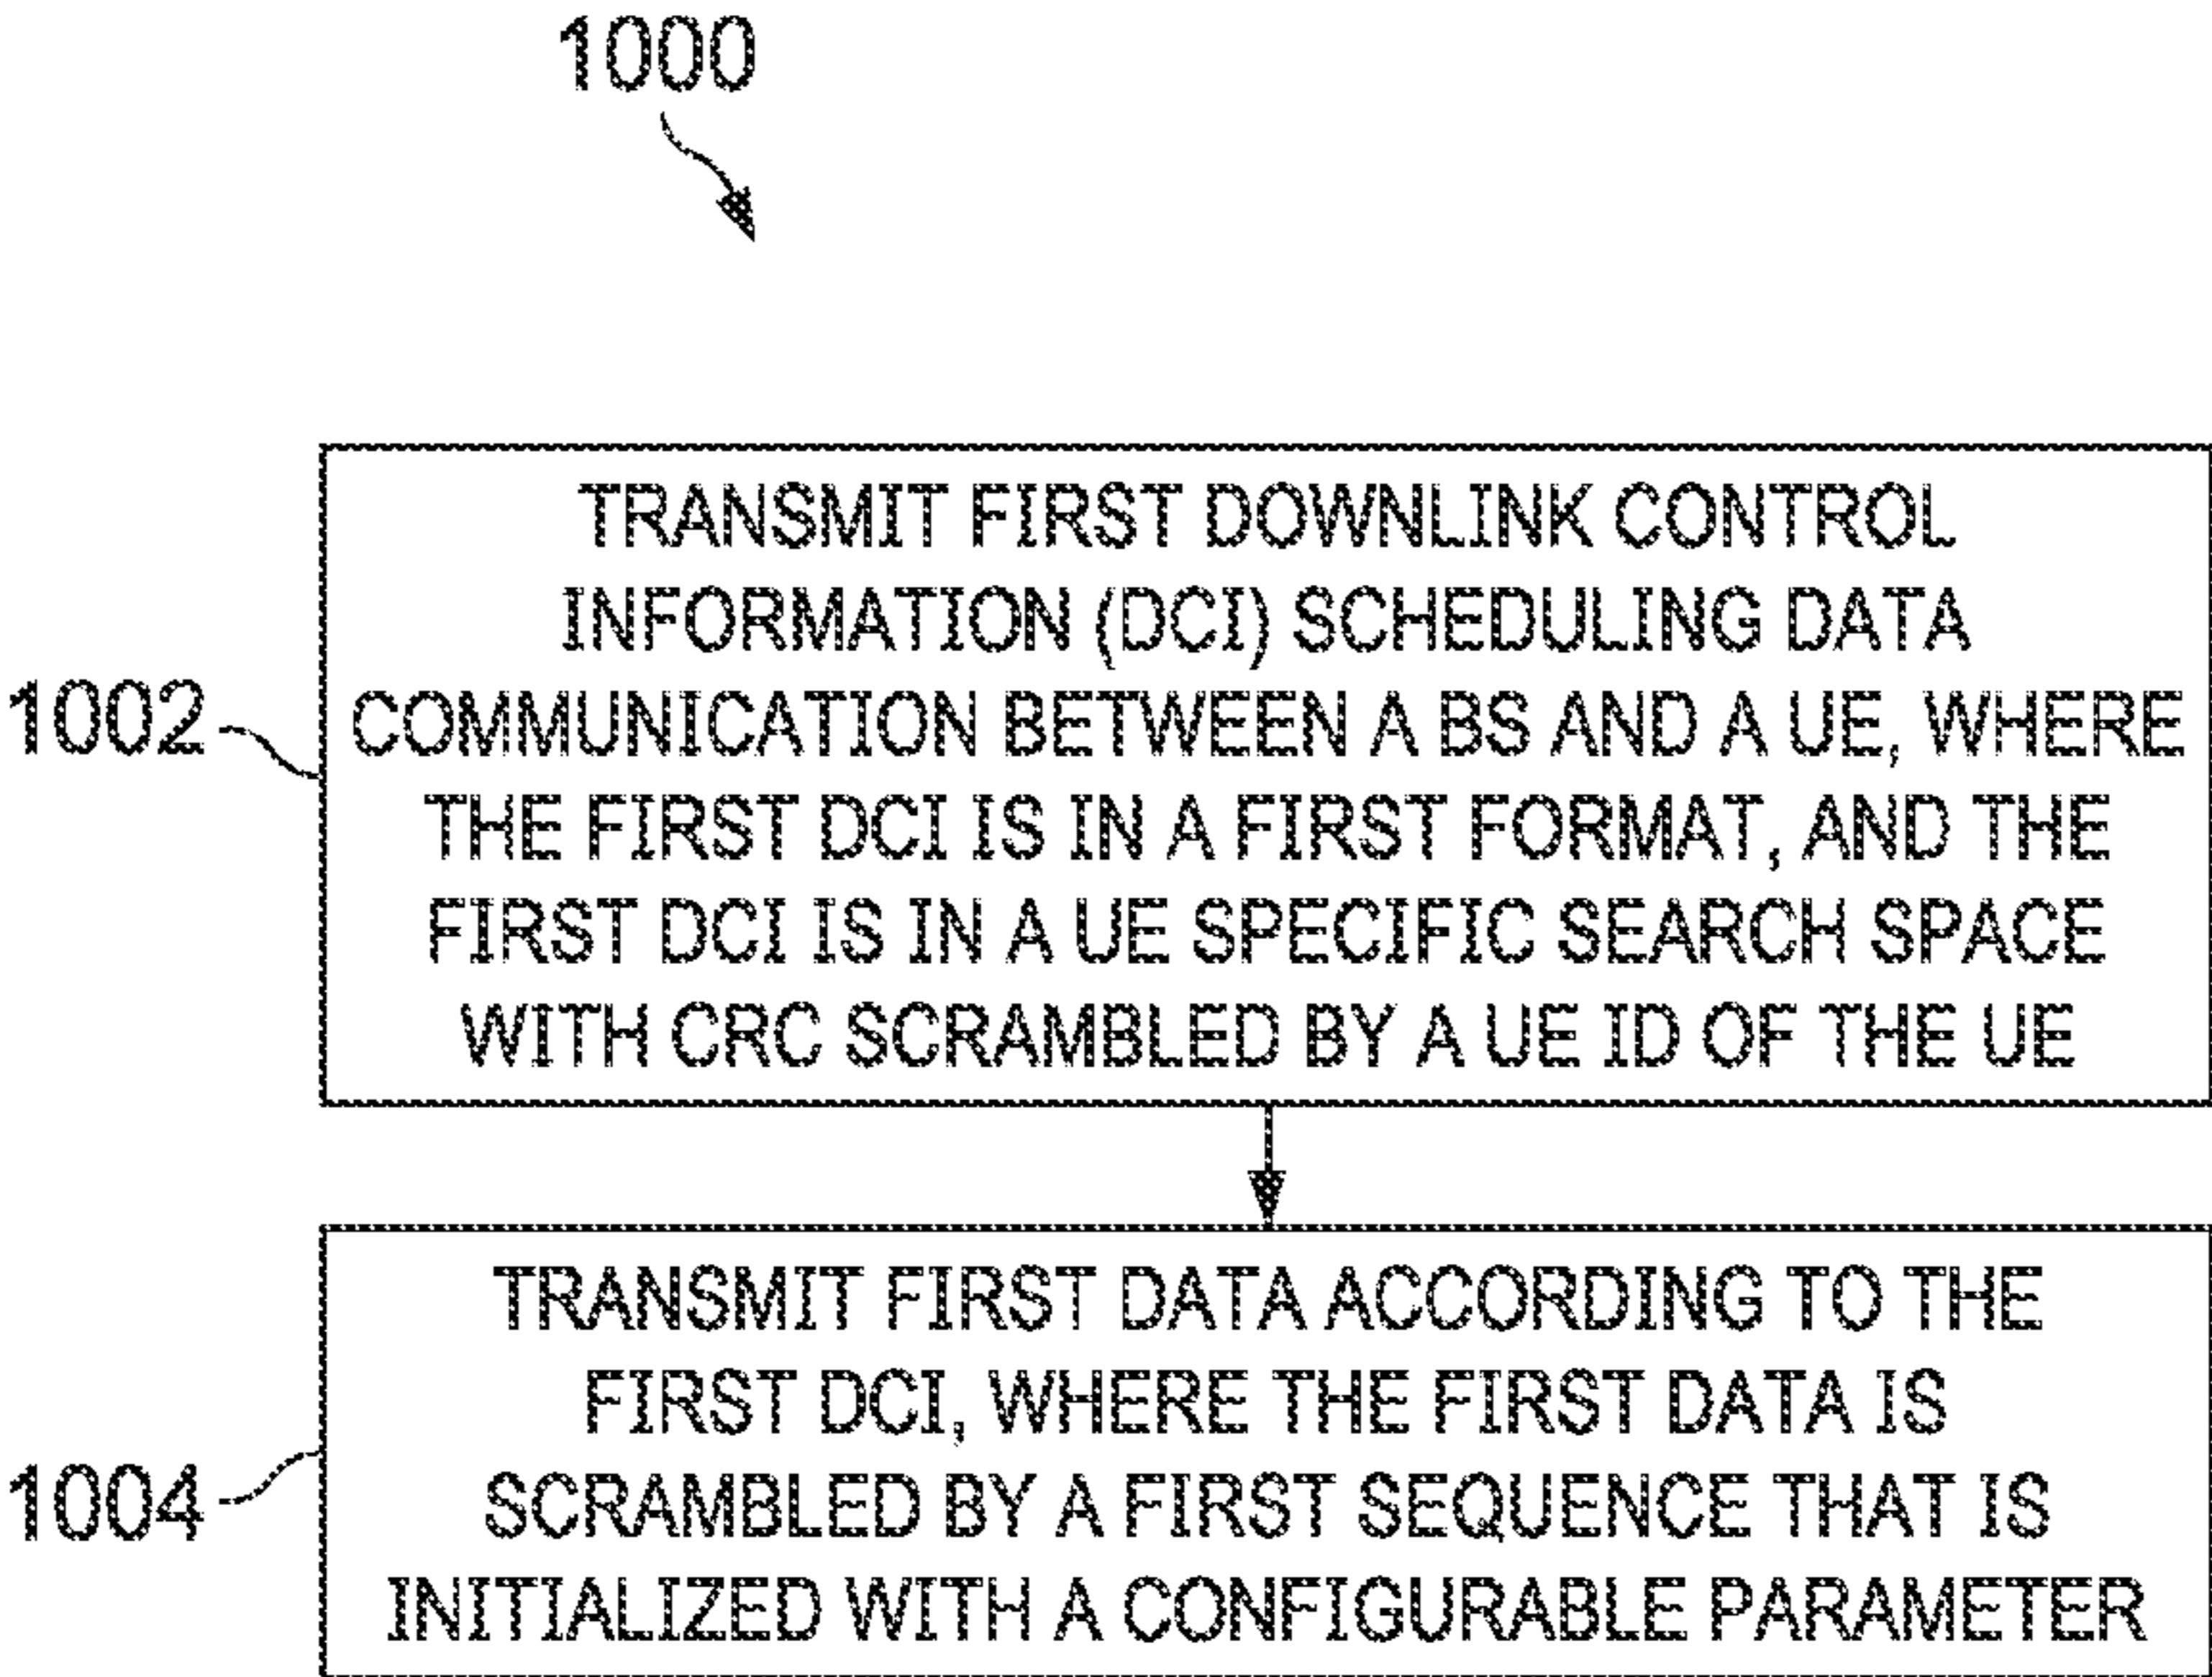 1000
TRANSMIT FIRST DOWNLINK CONTROL
INFORMATION (DCI) SCHEDULING DATA
1002
COMMUNICATION BETWEEN A BS AND A UE, WHERE
THE FIRST DCI IS IN A FIRST FORMAT, AND THE
FIRST DCI IS IN A UE SPECIFIC SEARCH SPACE
WITH CRC SCRAMBLED BY A UE ID OF THE UE
TRANSMIT FIRST DATA ACCORDING TO THE
FIRST DCI, WHERE THE FIRST DATA IS
1004
SCRAMBLED BY A FIRST SEQUENCE THAT IS
INITIALIZED WITH A CONFIGURABLE PARAMETER